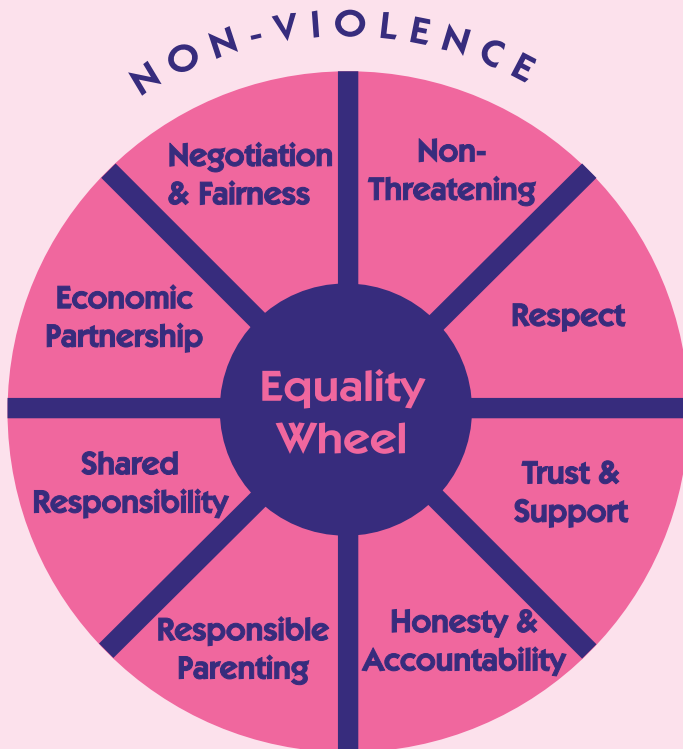 NON-VIOLENCE
Negotiation
& Fairness
Non-
Threatening
Respect
Trust &
Support
Honesty &
Accountability
Responsible
Parenting
Shared
Responsibility
Economic
Partnership
Equality
Wheel